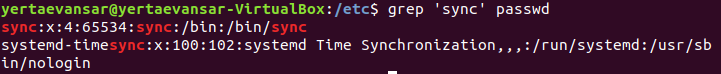 yertaevansar@yertaevansar-VirtualBox:/etc$ grep 'sync' passwd
sync:x:4:65534:sync:/bin:/bin/sync
systemd-timesync:x:100:102:systemd Time Synchronization,,,:/run/systemd:/usr/sb
in/nologin